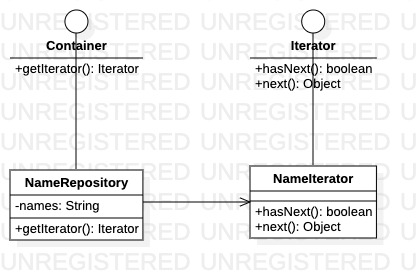 UNREGISTERED UNREGISTERED UNREGISTERED
Container
+getIterator(): Iterator
Iterator
+hasNext(): boolean
+next(): Object
NameRepository
-names: String
+getIterator(): Iterator
NameIterator
+hasNext(): boolean
+next(): Object